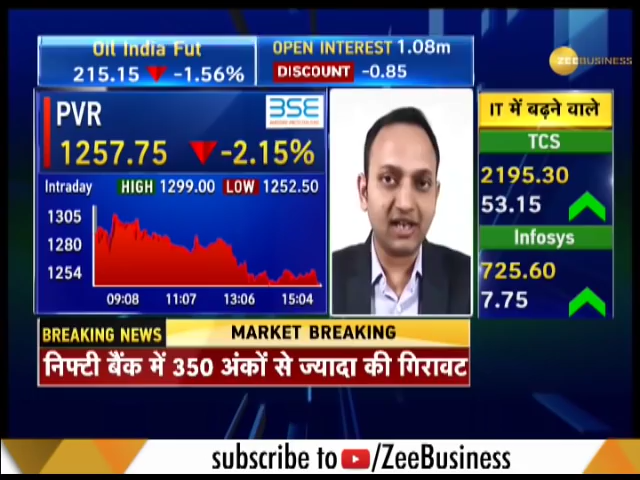 Oil India Fut
215.15 -1.56%
OPEN INTEREST 1.08m
DISCOUNT -0.85
ZEEBUSINESS
PVR
BSE
1257.75 -2.15%
Intraday HIGH 1299.00 LOW 1252.50
1305
1280
1254
09:08 11:07 13:06 15:04
IT में बढ़ने वाले
TCS
2195.30
53.15
Infosys
725.60
7.75
BREAKING NEWS MARKET BREAKING
निफ्टी बैंक में 350 अंकों से ज्यादा की गिरावट
subscribe to /ZeeBusiness